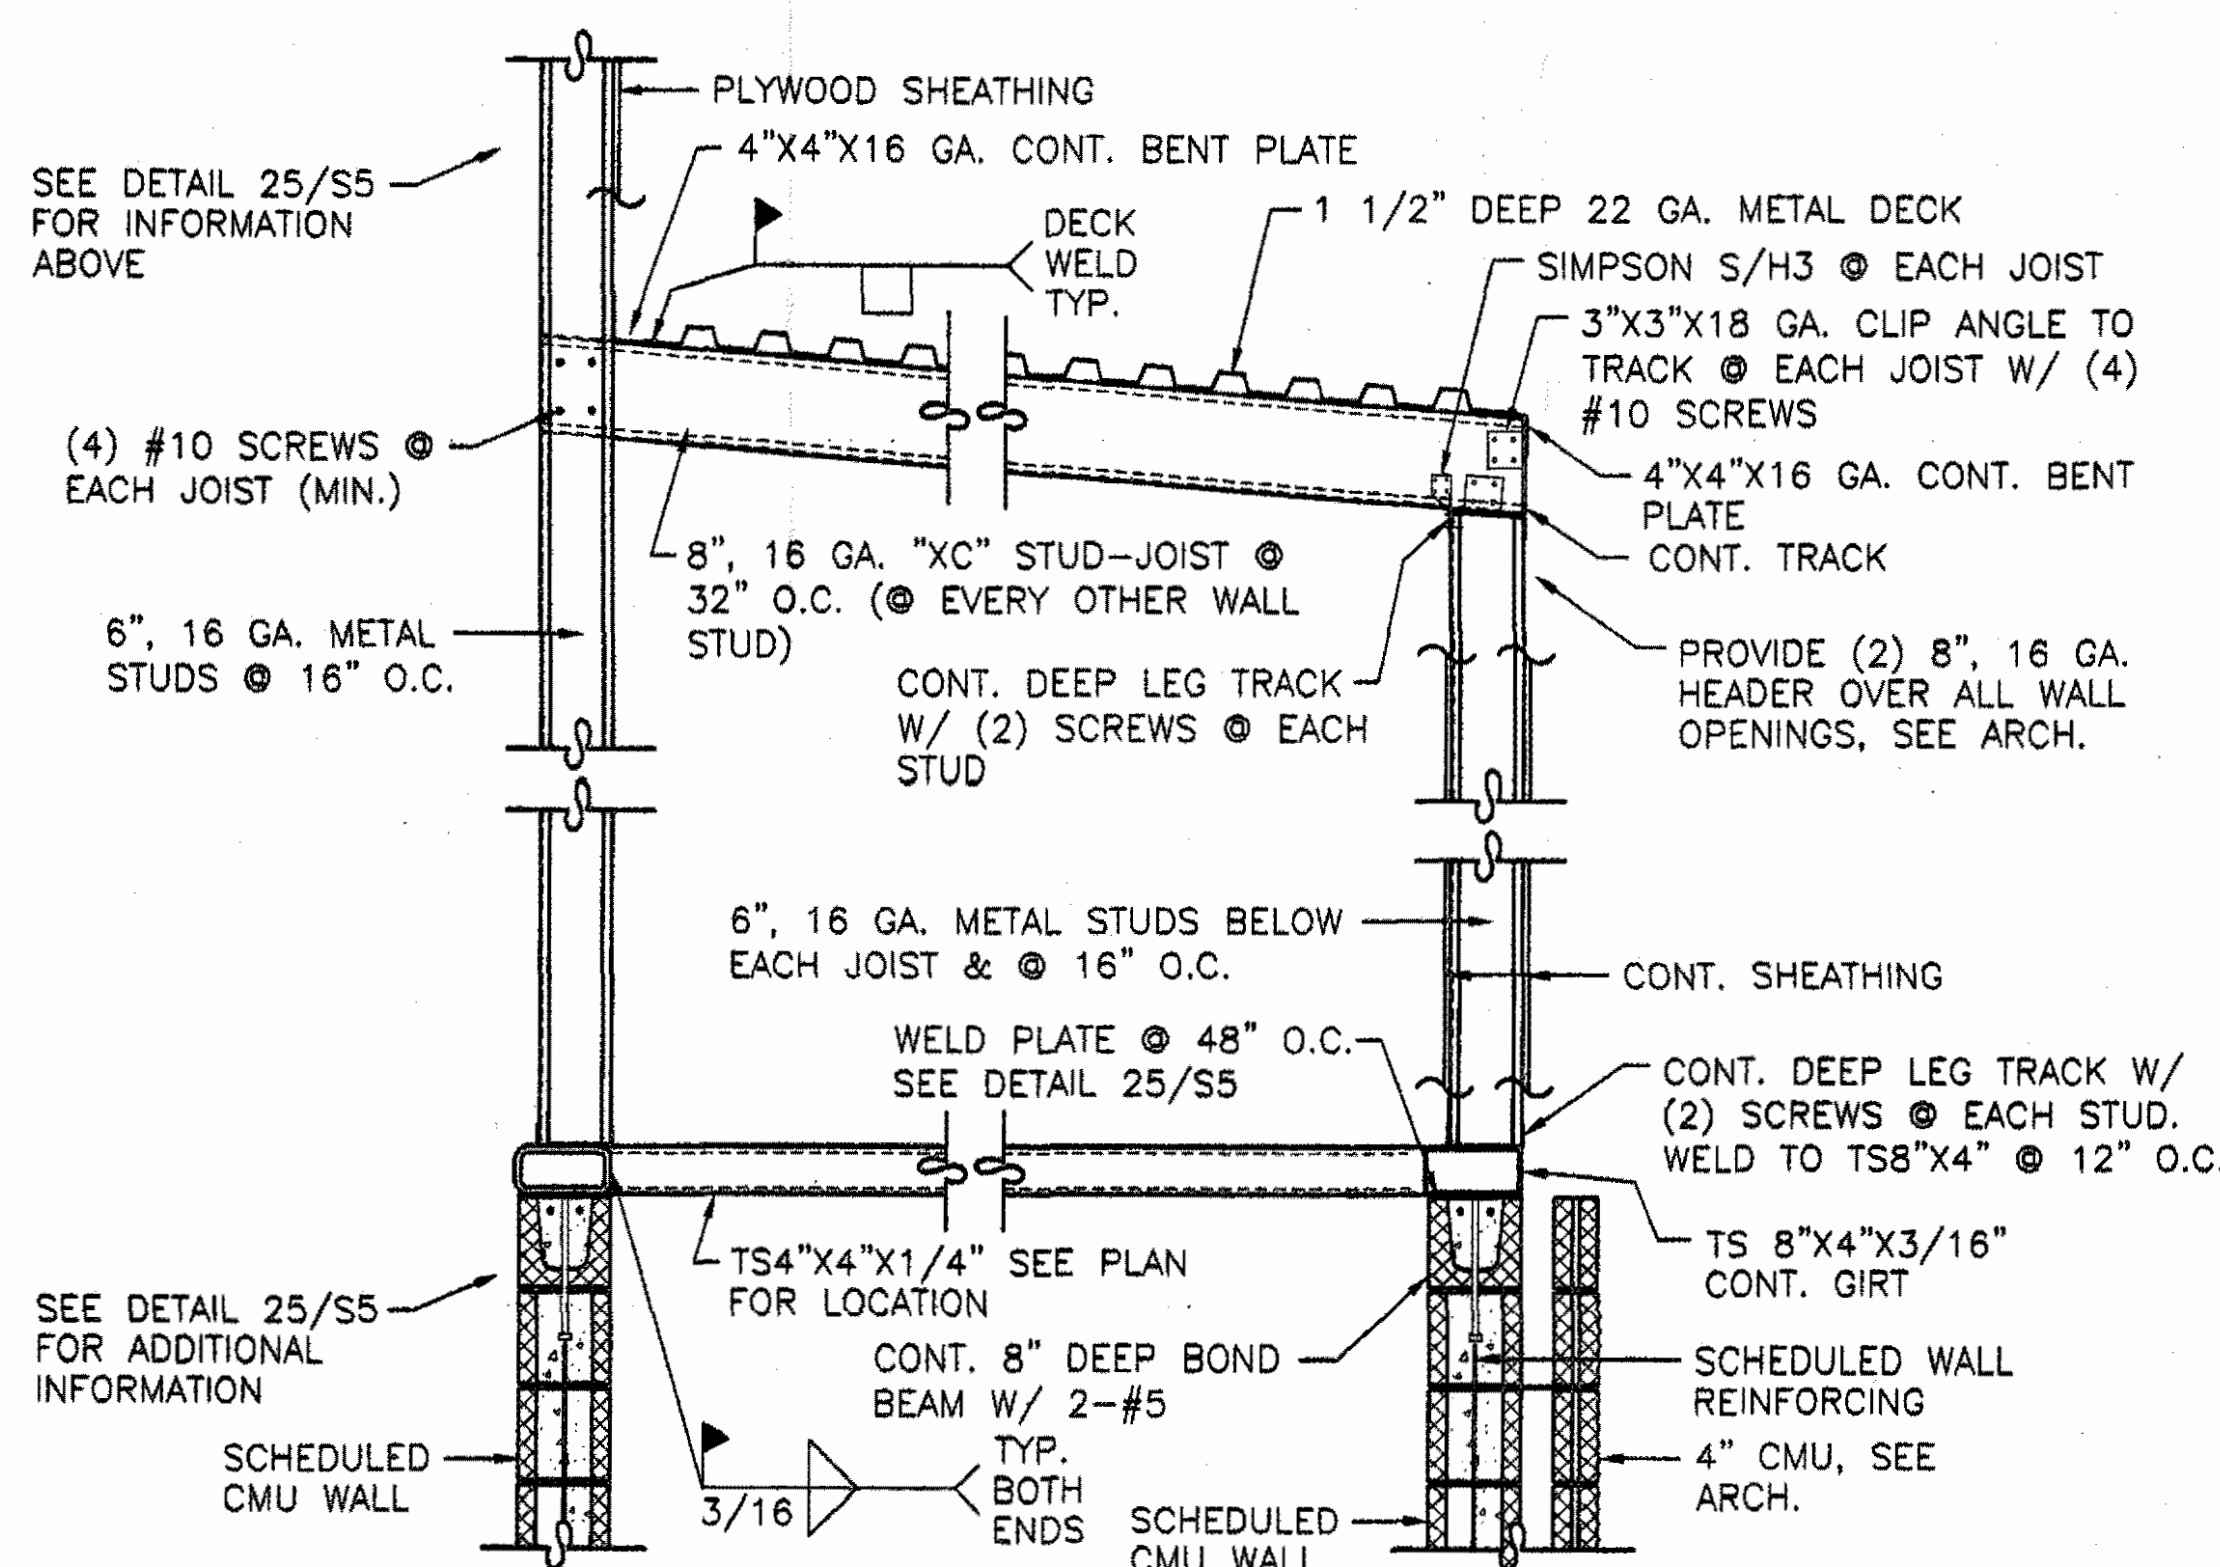 PLYWOOD SHEATHING
4"X4"X16 GA. CONT. BENT PLATE
SEE DETAIL 25/S5
FOR INFORMATION
ABOVE
DECK
WELD
TYP.
1 1/2" DEEP 22 GA. METAL DECK
SIMPSON S/H3 @ EACH JOIST
3"X3"X18 GA. CLIP ANGLE TO
TRACK @ EACH JOIST W/ (4)
#10 SCREWS
(4) #10 SCREWS @
EACH JOIST (MIN.)
4"X4"X16 GA. CONT. BENT
PLATE
CONT. TRACK
8", 16 GA. "XC" STUD-JOIST @
32" O.C. (@ EVERY OTHER WALL
STUD)
6", 16 GA. METAL
STUDS @ 16" O.C.
CONT. DEEP LEG TRACK
W/ (2) SCREWS @ EACH
STUD
PROVIDE (2) 8", 16 GA.
HEADER OVER ALL WALL
OPENINGS, SEE ARCH.
6", 16 GA. METAL STUDS BELOW
EACH JOIST & @ 16" O.C.
CONT. SHEATHING
WELD PLATE @ 48" O.C.
SEE DETAIL 25/S5
CONT. DEEP LEG TRACK W/
(2) SCREWS @ EACH STUD.
WELD TO TS8"X4" @ 12" O.C.
TS4"X4"X1/4" SEE PLAN
FOR LOCATION
TS 8"X4"X3/16"
CONT. GIRT
SEE DETAIL 25/S5
FOR ADDITIONAL
INFORMATION
CONT. 8" DEEP BOND
BEAM W/ 2-#5
SCHEDULED WALL
REINFORCING
SCHEDULED
CMU WALL
3/16
TYP.
BOTH
ENDS
4" CMU, SEE
ARCH.
SCHEDULED
CMU WALL